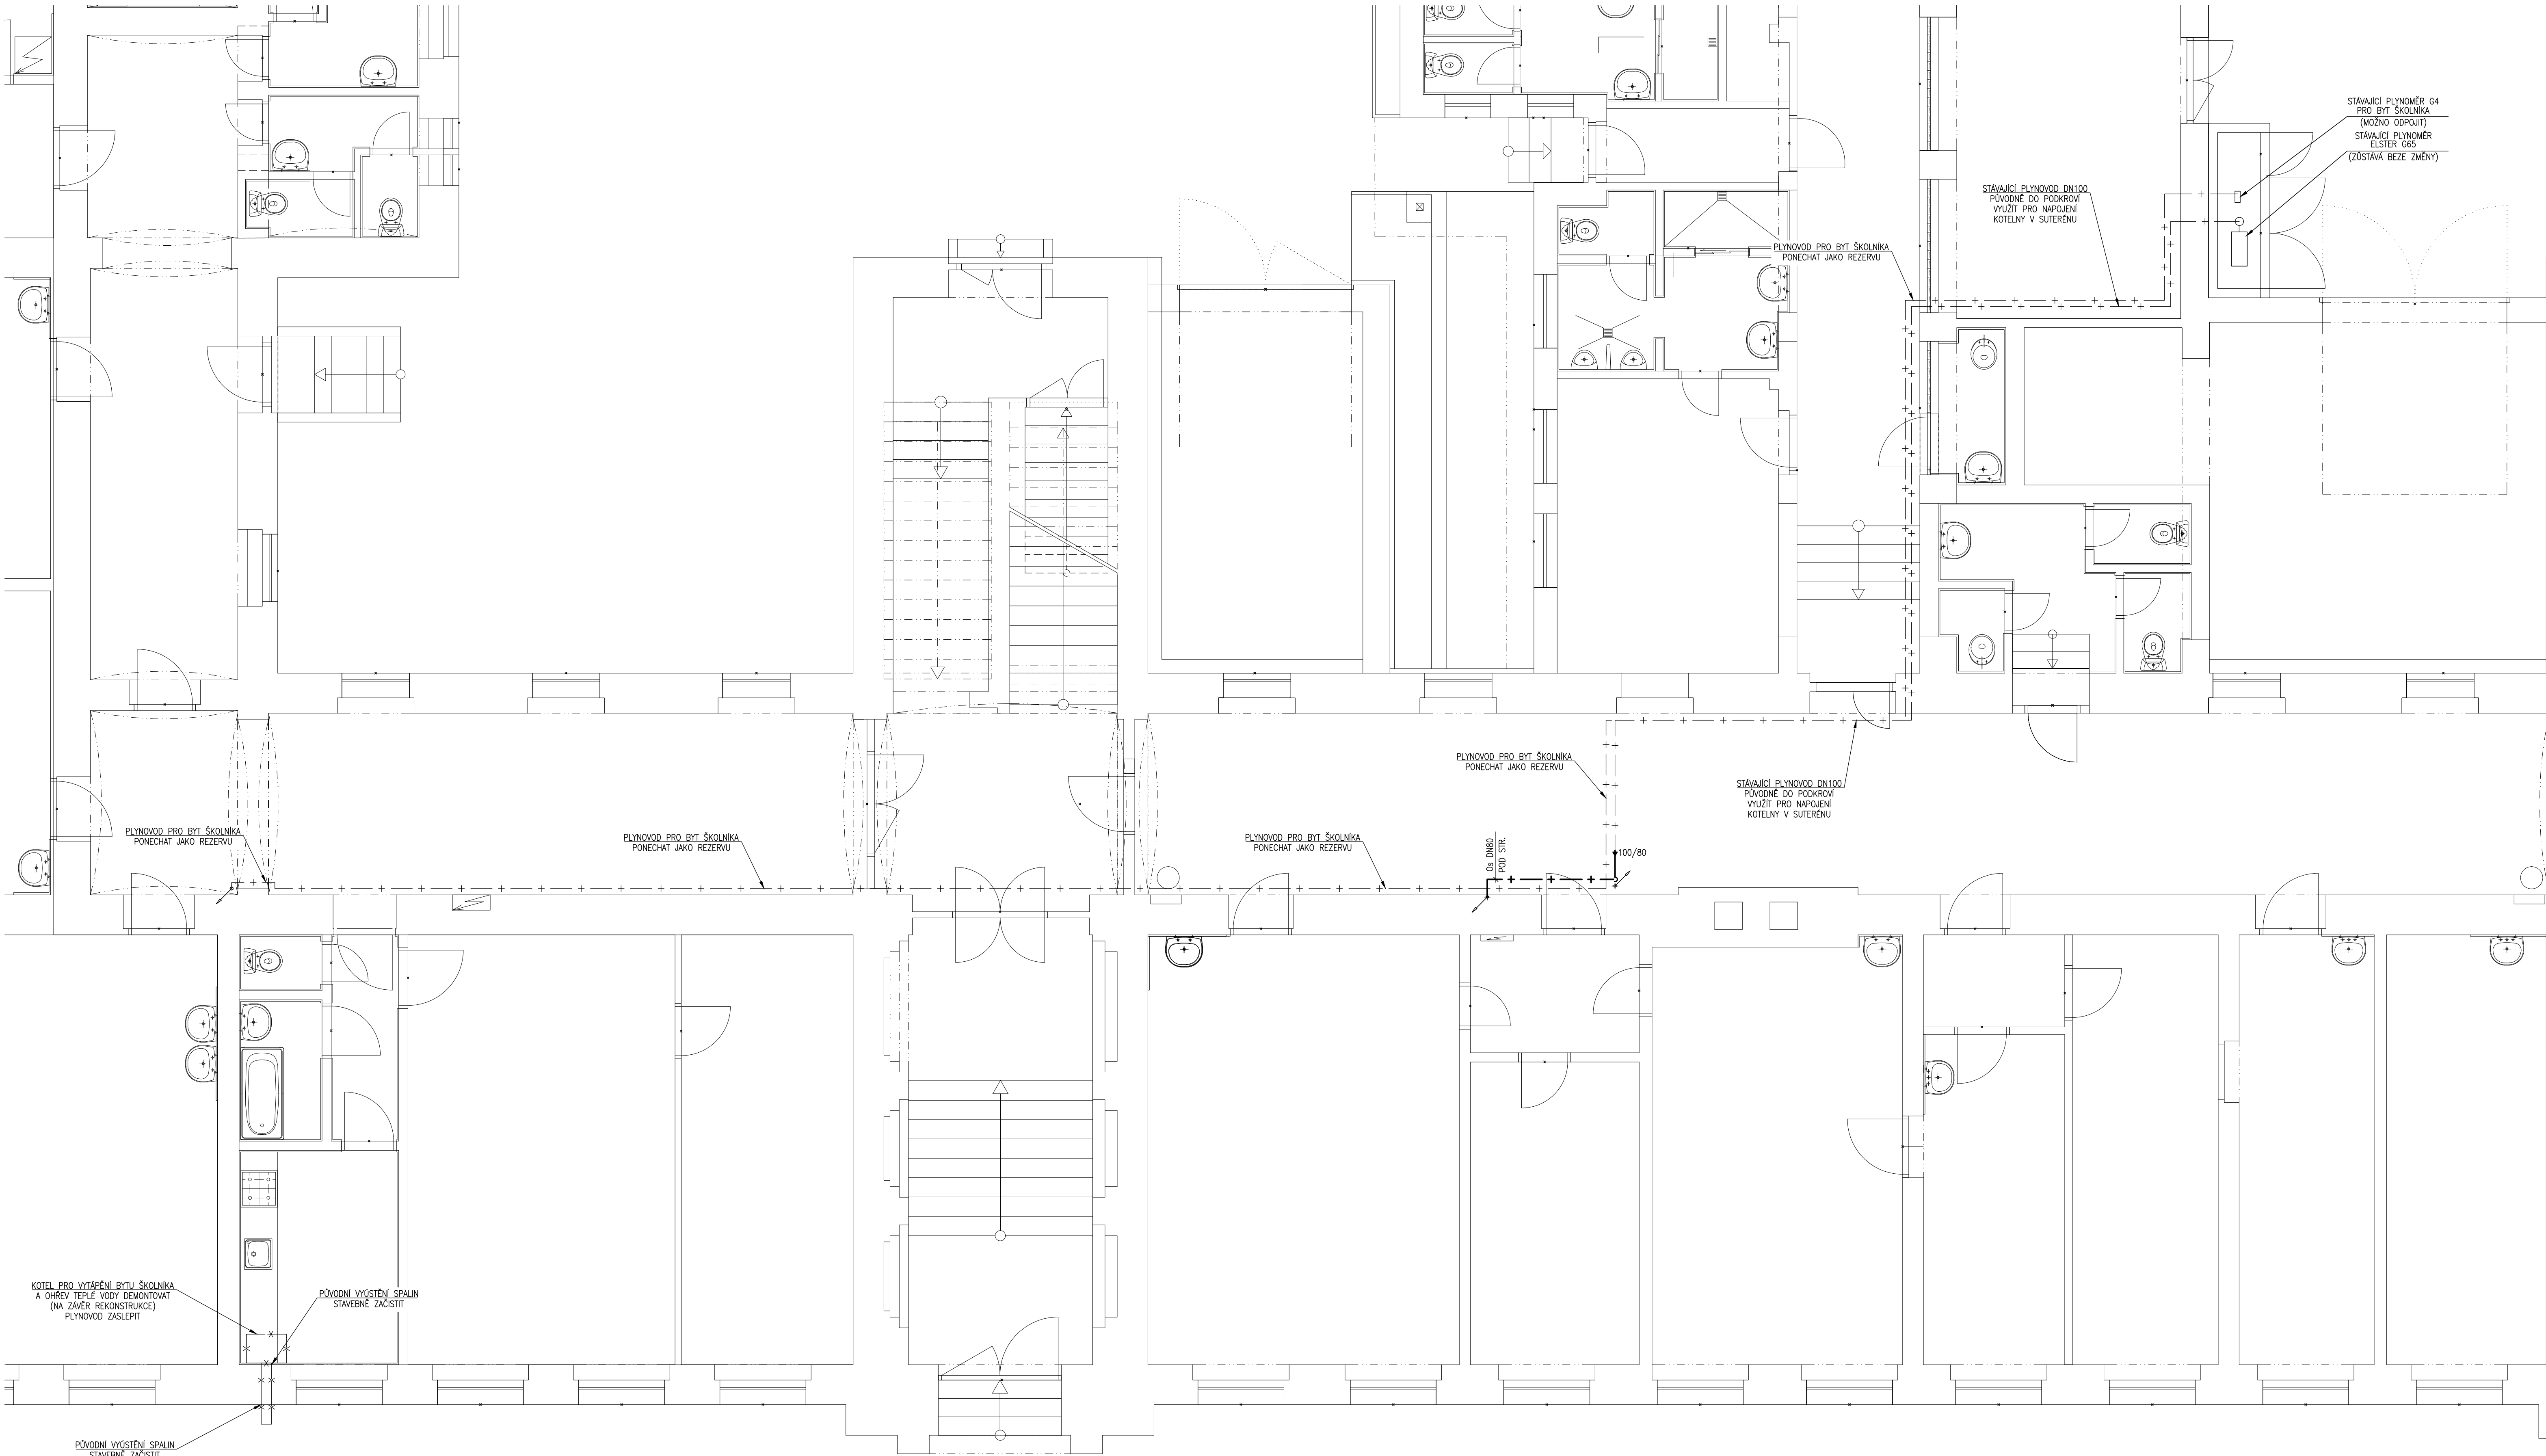 STÁVAJÍCÍ PLYNOMĚR G4
PRO BYT ŠKOLNÍKA
(MOŽNO ODPOJIT)
STÁVAJÍCÍ PLYNOMĚR
ELSTER G65
(ZŮSTÁVÁ BEZE ZMĚNY)
STÁVAJÍCÍ PLYNOVOD DN100
PŮVODNĚ DO PODKROVÍ
VYUŽÍT PRO NAPOJENÍ
KOTELNY V SUTERÉNU
PLYNOVOD PRO BYT ŠKOLNÍKA
PONECHAT JAKO REZERVU
PLYNOVOD PRO BYT ŠKOLNÍKA
PONECHAT JAKO REZERVU
STÁVAJÍCÍ PLYNOVOD DN100
PŮVODNĚ DO PODKROVÍ
VYUŽÍT PRO NAPOJENÍ
KOTELNY V SUTERÉNU
PLYNOVOD PRO BYT ŠKOLNÍKA
PONECHAT JAKO REZERVU
PLYNOVOD PRO BYT ŠKOLNÍKA
PONECHAT JAKO REZERVU
PLYNOVOD PRO BYT ŠKOLNÍKA
PONECHAT JAKO REZERVU
Os DN80
POD STR.
100/80
KOTEL PRO VYTÁPĚNÍ BYTU ŠKOLNÍKA
A OHŘEV TEPLÉ VODY DEMONTOVAT
(NA ZÁVĚR REKONSTRUKCE)
PLYNOVOD ZASLEPIT
PŮVODNÍ VYÚSTĚNÍ SPALIN
STAVEBNĚ ZAČISTIT
PŮVODNÍ VYÚSTĚNÍ SPALIN
STAVEBNĚ ZAČISTIT